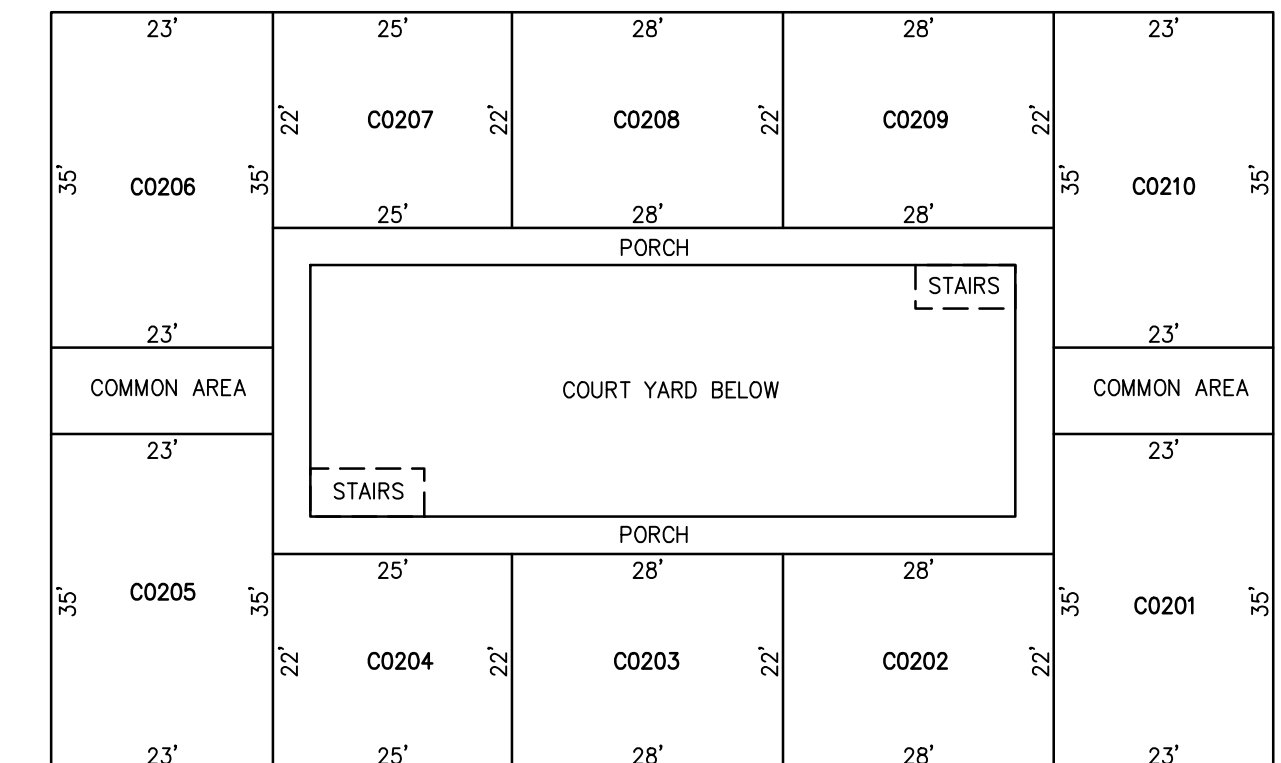 23' 25' 28' 28' 23'
22' C0207 22' C0208 22' C0209 22'
35' C0206 35' 35' C0210 35'
25' 28' 28'
PORCH
STAIRS
23' 23'
COMMON AREA COURT YARD BELOW COMMON AREA
23' 23'
STAIRS
PORCH
25' 28' 28'
35' C0205 35' 35' C0201 35'
22' C0204 22' C0203 22' C0202 22'
23' 25' 28' 28' 23'